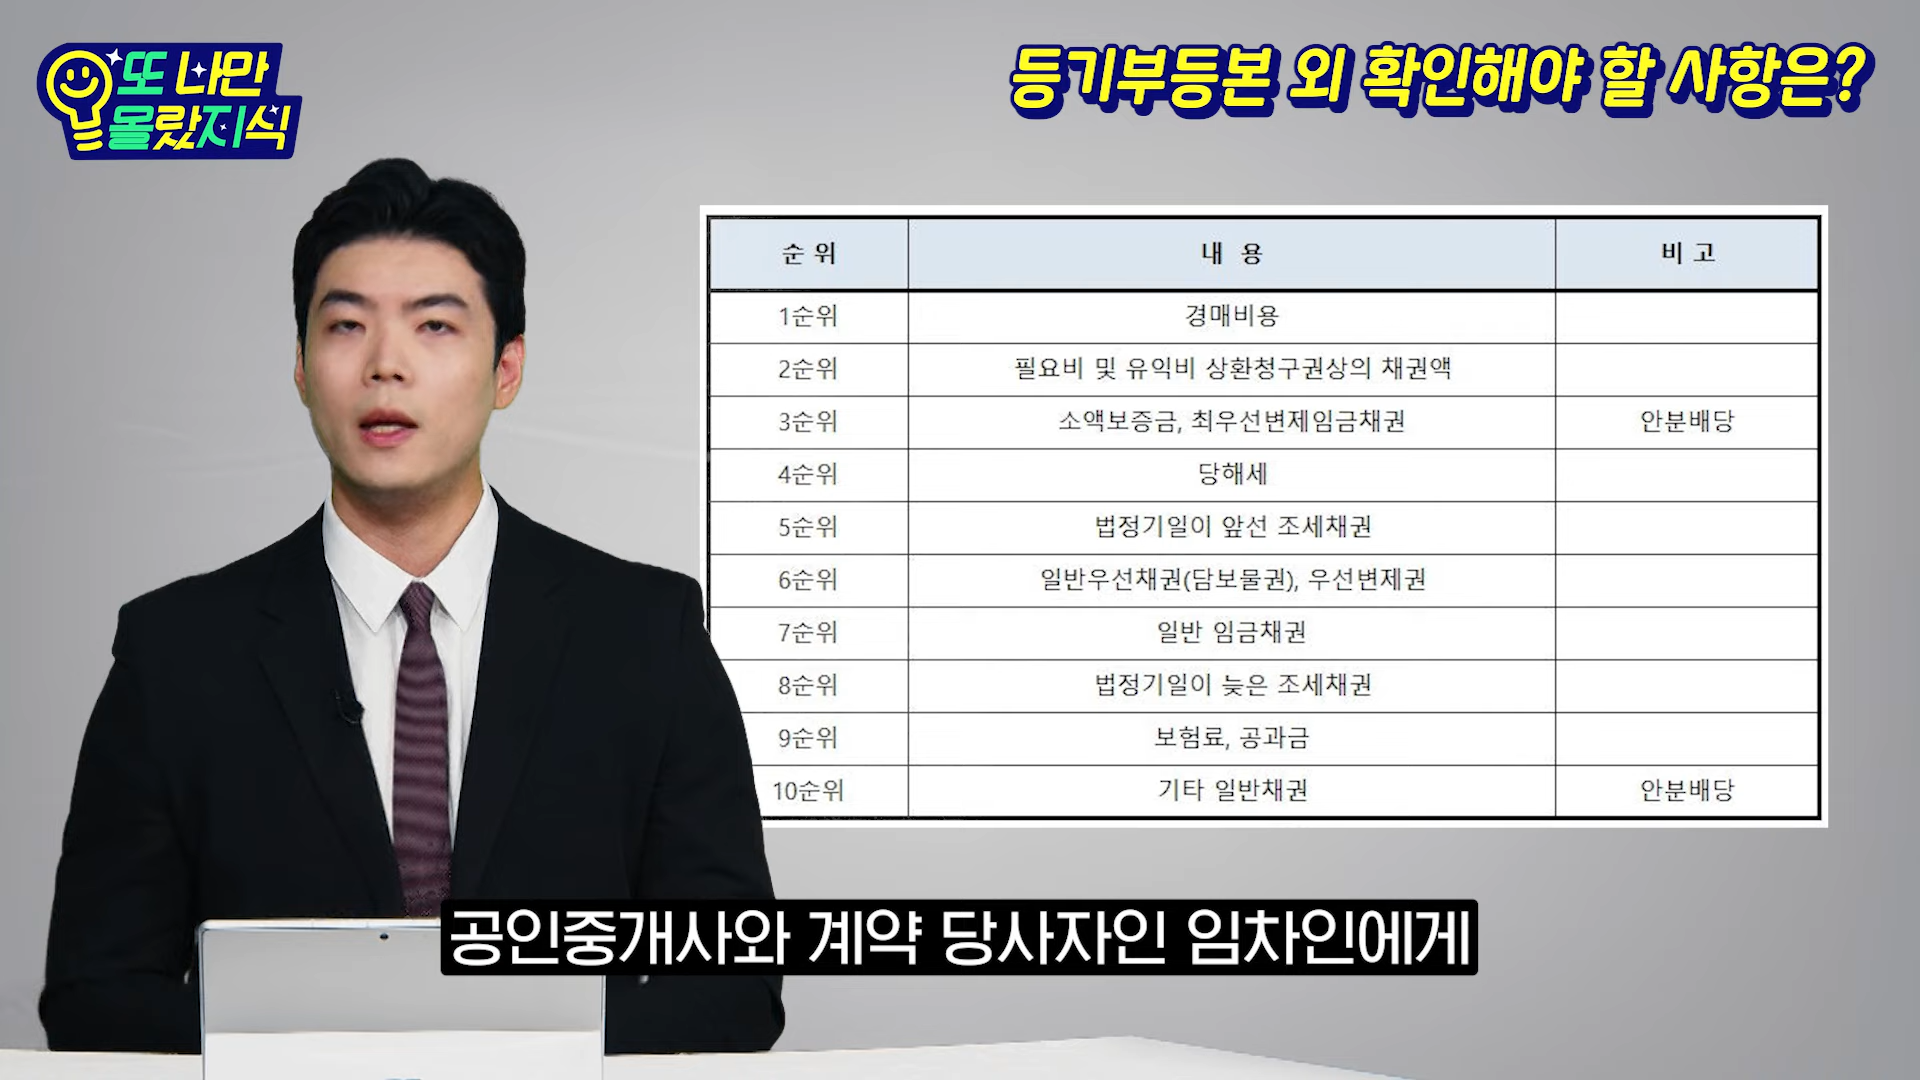 또 나만
몰랐지식
등기부등본 외 확인해야 할 사항은?
순 위 내 용 비 고
1순위 경매비용
2순위 필요비 및 유익비 상환청구권상의 채권액
3순위 소액보증금, 최우선변제임금채권 안분배당
4순위 당해세
5순위 법정기일이 앞선 조세채권
6순위 일반우선채권(담보물권), 우선변제권
7순위 일반 임금채권
8순위 법정기일이 늦은 조세채권
9순위 보험료, 공과금
10순위 기타 일반채권 안분배당
공인중개사와 계약 당사자인 임차인에게